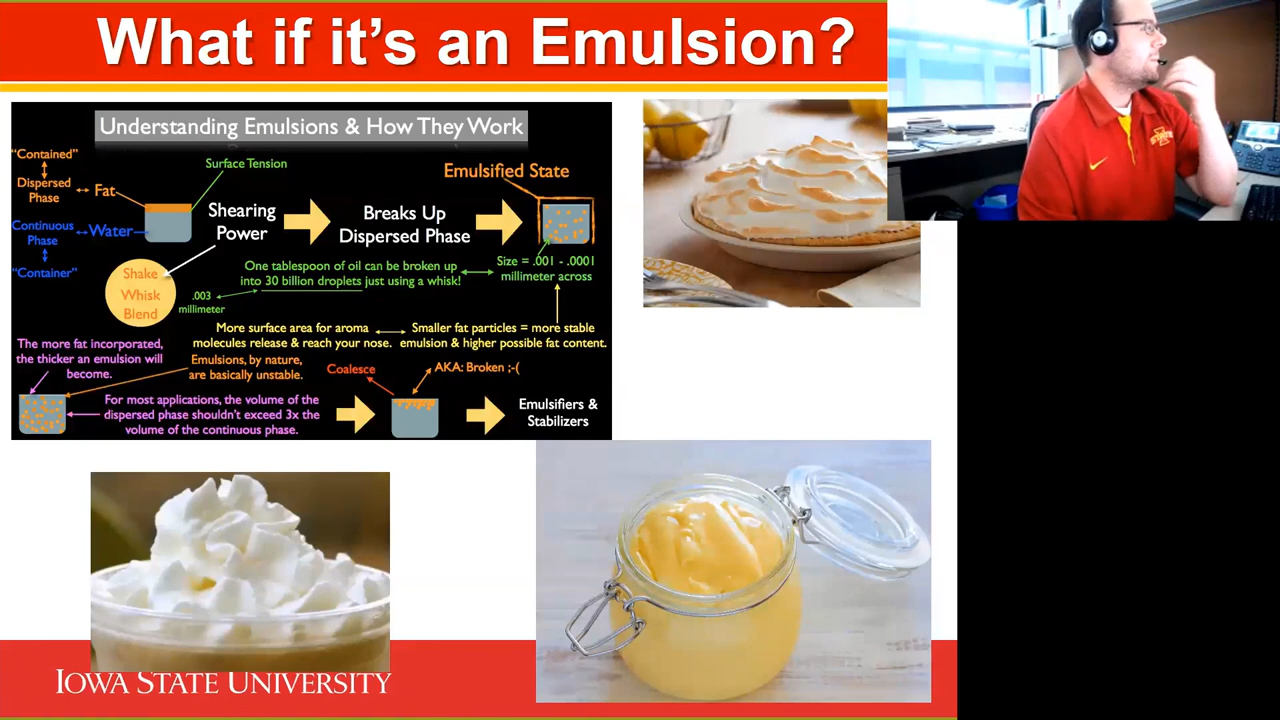 What if it's an Emulsion?
Understanding Emulsions & How They Work
"Contained"
Dispersed
Phase
Fat
Surface Tension
Continuous
Phase
Water
"Container"
Shearing
Power
Breaks Up
Dispersed Phase
Emulsified State
Shake
Whisk
Blend
.003
millimeter
One tablespoon of oil can be broken up
into 30 billion droplets just using a whisk!
Size = .001 - .0001
millimeter across
More surface area for aroma
molecules release & reach your nose.
Smaller fat particles = more stable
emulsion & higher possible fat content.
The more fat incorporated,
the thicker an emulsion will
become.
Emulsions, by nature,
are basically unstable.
Coalesce
AKA: Broken ;-(
For most applications, the volume of the
dispersed phase shouldn't exceed 3x the
volume of the continuous phase.
Emulsifiers &
Stabilizers
IOWA STATE UNIVERSITY
STATE